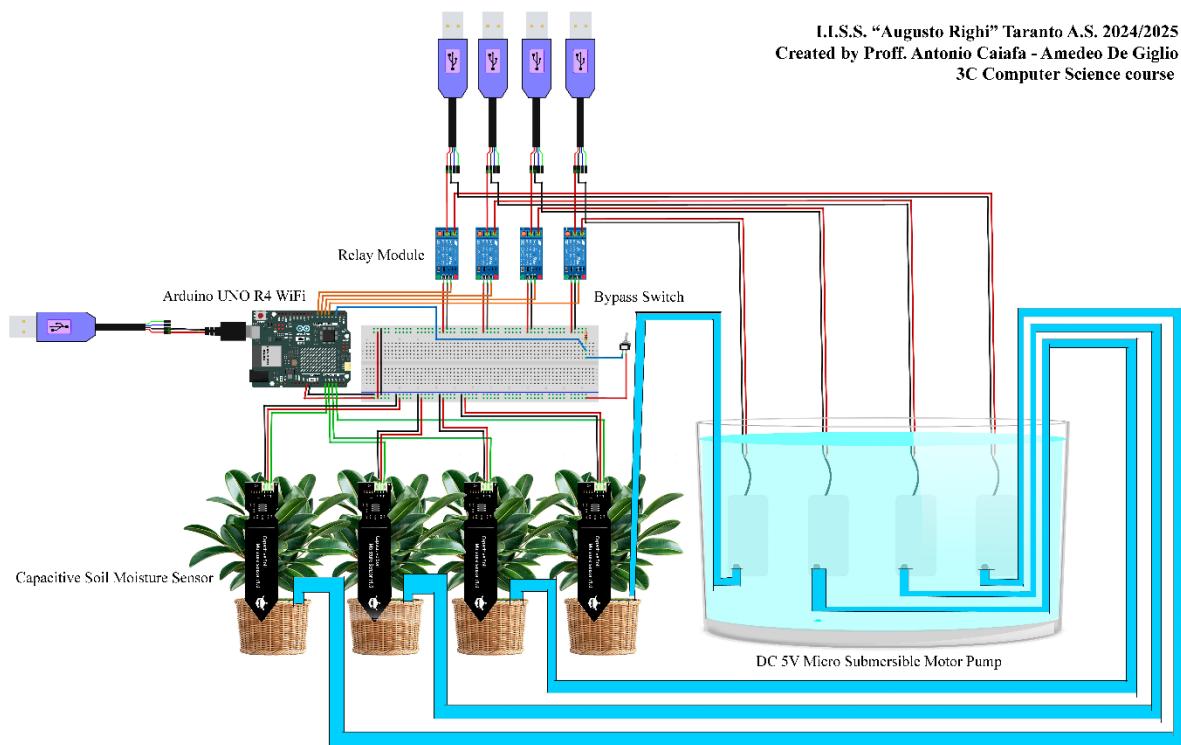 I.I.S.S. “Augusto Righi” Taranto A.S. 2024/2025
Created by Proff. Antonio Caiafa - Amedeo De Giglio
3C Computer Science course
Relay Module
Arduino UNO R4 WiFi
Bypass Switch
Capacitive Soil Moisture Sensor
DC 5V Micro Submersible Motor Pump